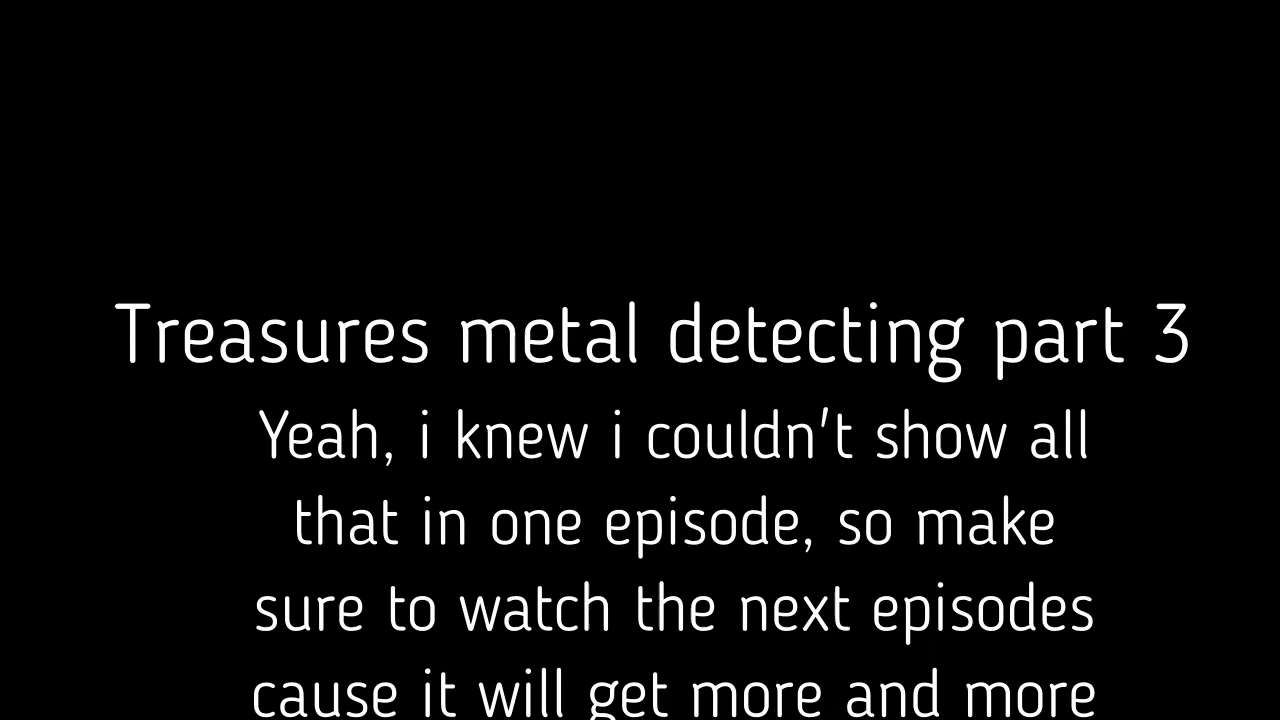 Treasures metal detecting part 3
Yeah, i knew i couldn't show all
that in one episode, so make
sure to watch the next episodes
cause it will get more and more